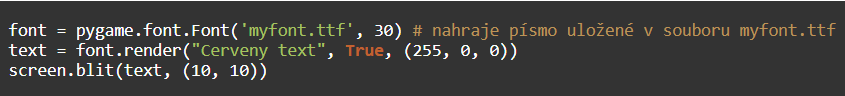 font = pygame.font.Font('myfont.ttf', 30) # nahraje písmo uložené v souboru myfont.ttf
text = font.render("Cerveny text", True, (255, 0, 0))
screen.blit(text, (10, 10))